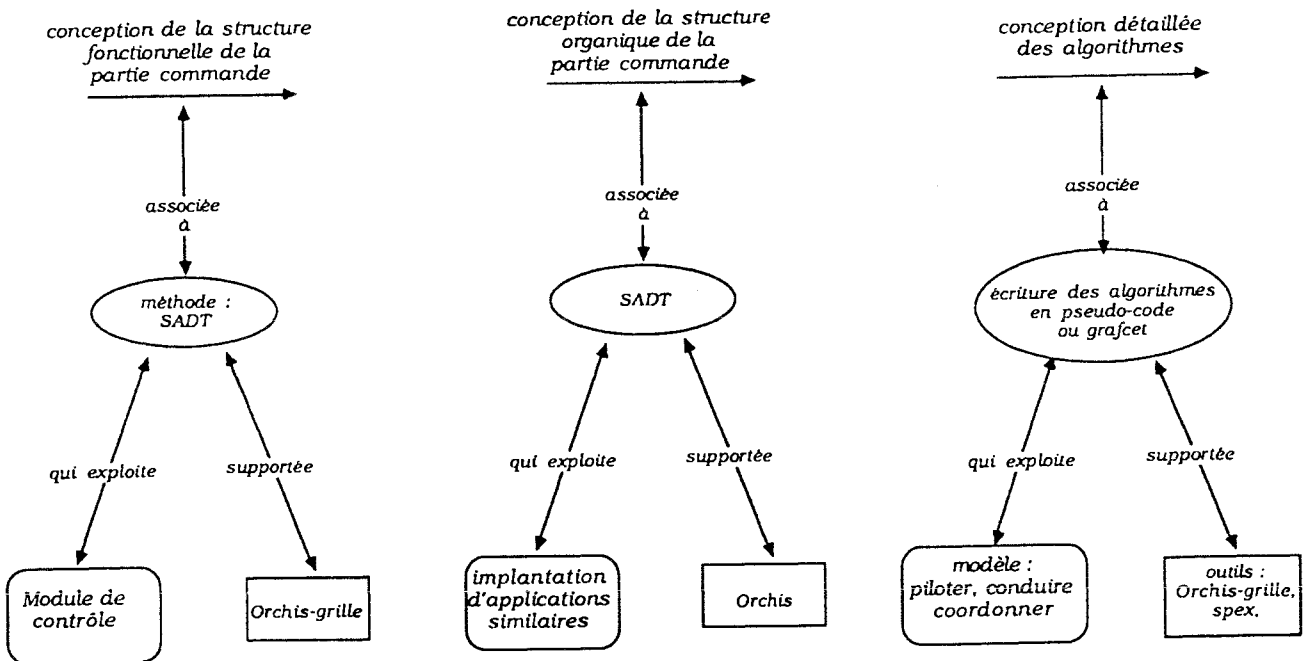 conception de la structure
fonctionnelle de la
partie commande
associée
à
méthode :
SADT
qui exploite
supportée
Module de
contrôle
Orchis-grille
conception de la structure
organique de la
partie commande
associée
à
SADT
qui exploite
supportée
implantation
d'applications
similaires
Orchis
conception détaillée
des algorithmes
associée
à
écriture des algorithmes
en pseudo-code
ou grafcet
qui exploite
supportée
modèle :
piloter, conduire
coordonner
outils :
Orchis-grille,
spex.